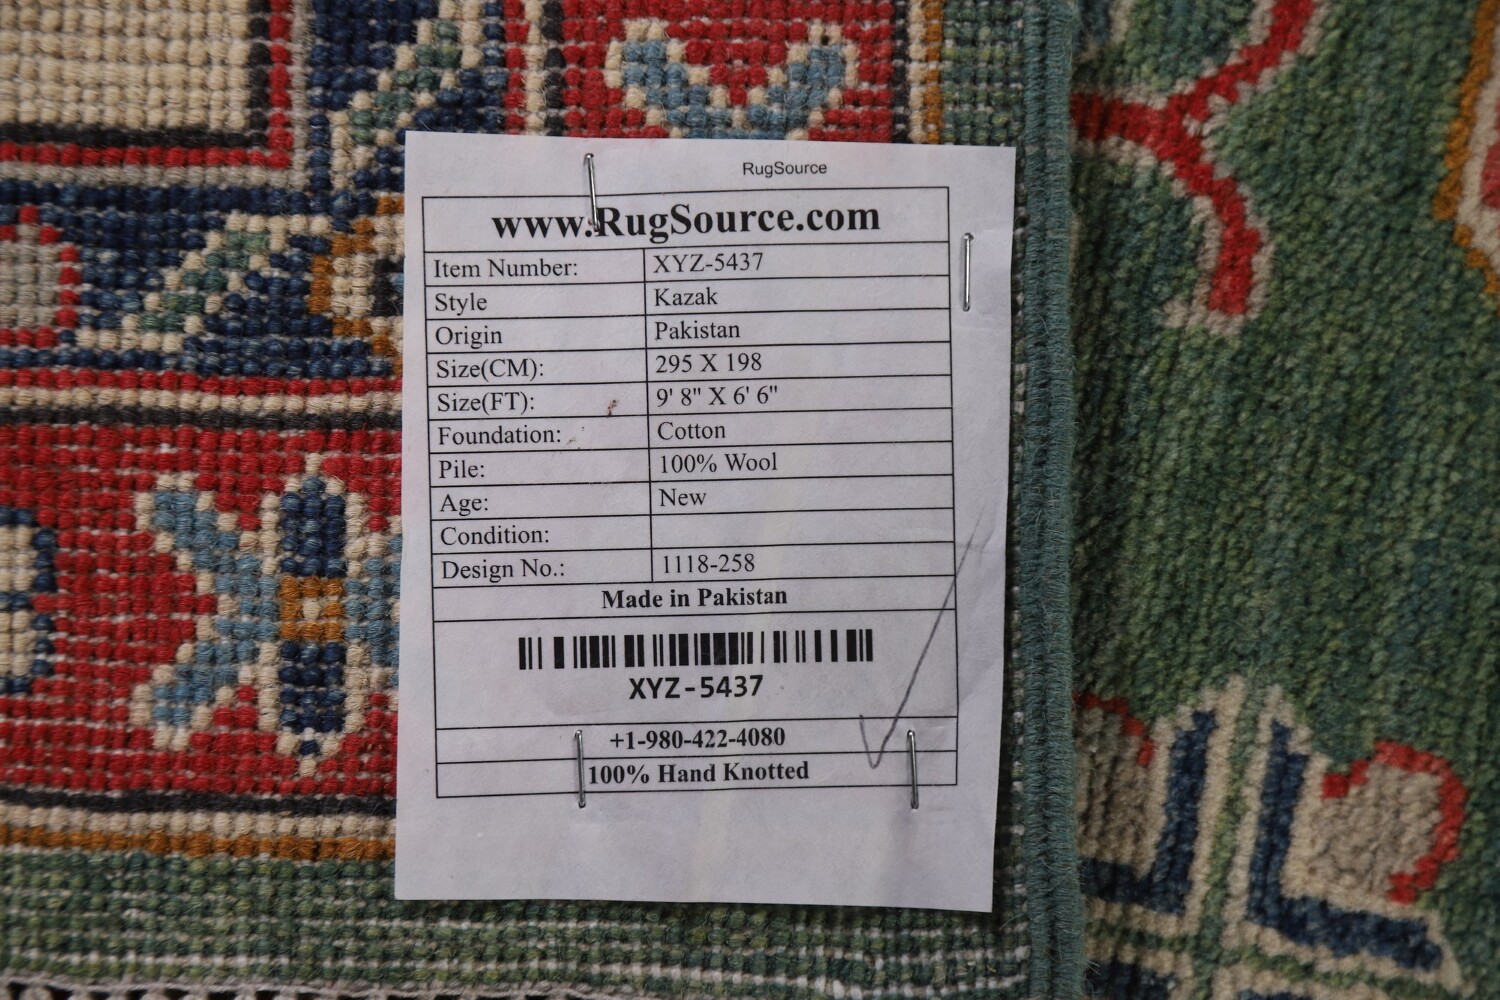 RugSource
www.RugSource.com
Item Number: XYZ-5437
Style Kazak
Origin Pakistan
Size(CM): 295 X 198
Size(FT): 9' 8" X 6' 6"
Foundation: Cotton
Pile: 100% Wool
Age: New
Condition:
Design No.: 1118-258
Made in Pakistan
XYZ-5437
+1-980-422-4080
100% Hand Knotted